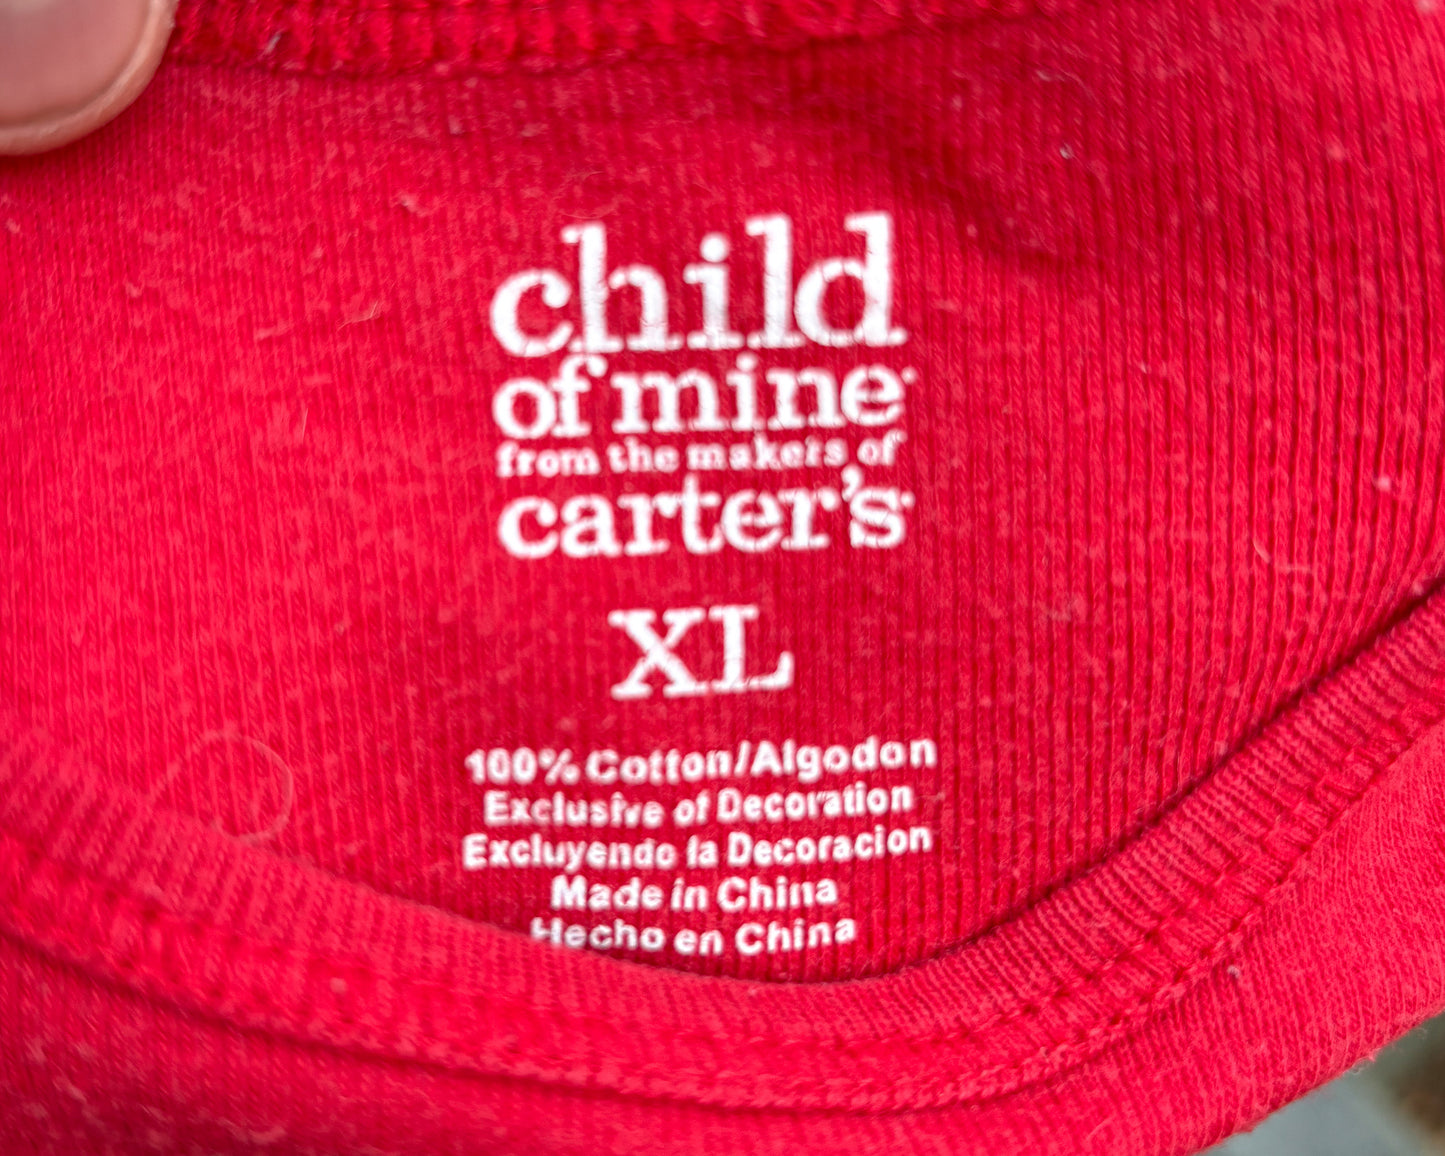 child
of mine
from the makers of
carter's
XL
100% Cotton/Algodon
Exclusive of Decoration
Excluyendo la Decoracion
Made in China
Hecho en China